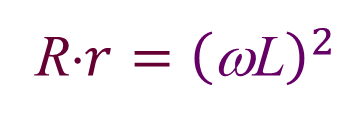 R·r = (ωL)²